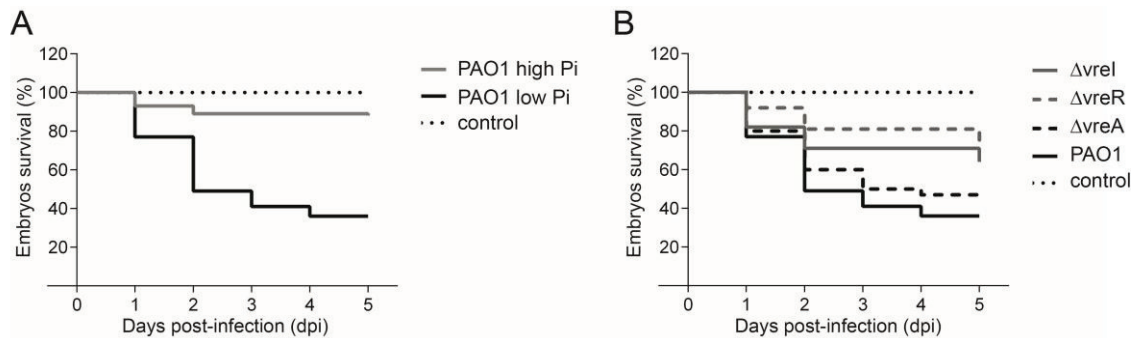 A
120
100
80
60
40
20
Embryos survival (%)
0 1 2 3 4 5
Days post-infection (dpi)
PAO1 high Pi
PAO1 low Pi
control
B
120
100
80
60
40
20
Embryos survival (%)
0 1 2 3 4 5
Days post-infection (dpi)
ΔvreI
ΔvreR
ΔvreA
PAO1
control